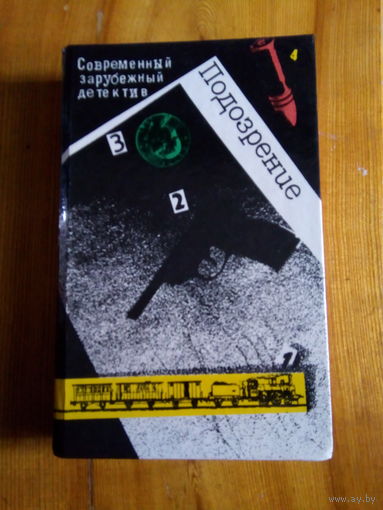 Современный
зарубежный
детектив
4
Подозрение
3
2
1
www.ay.by